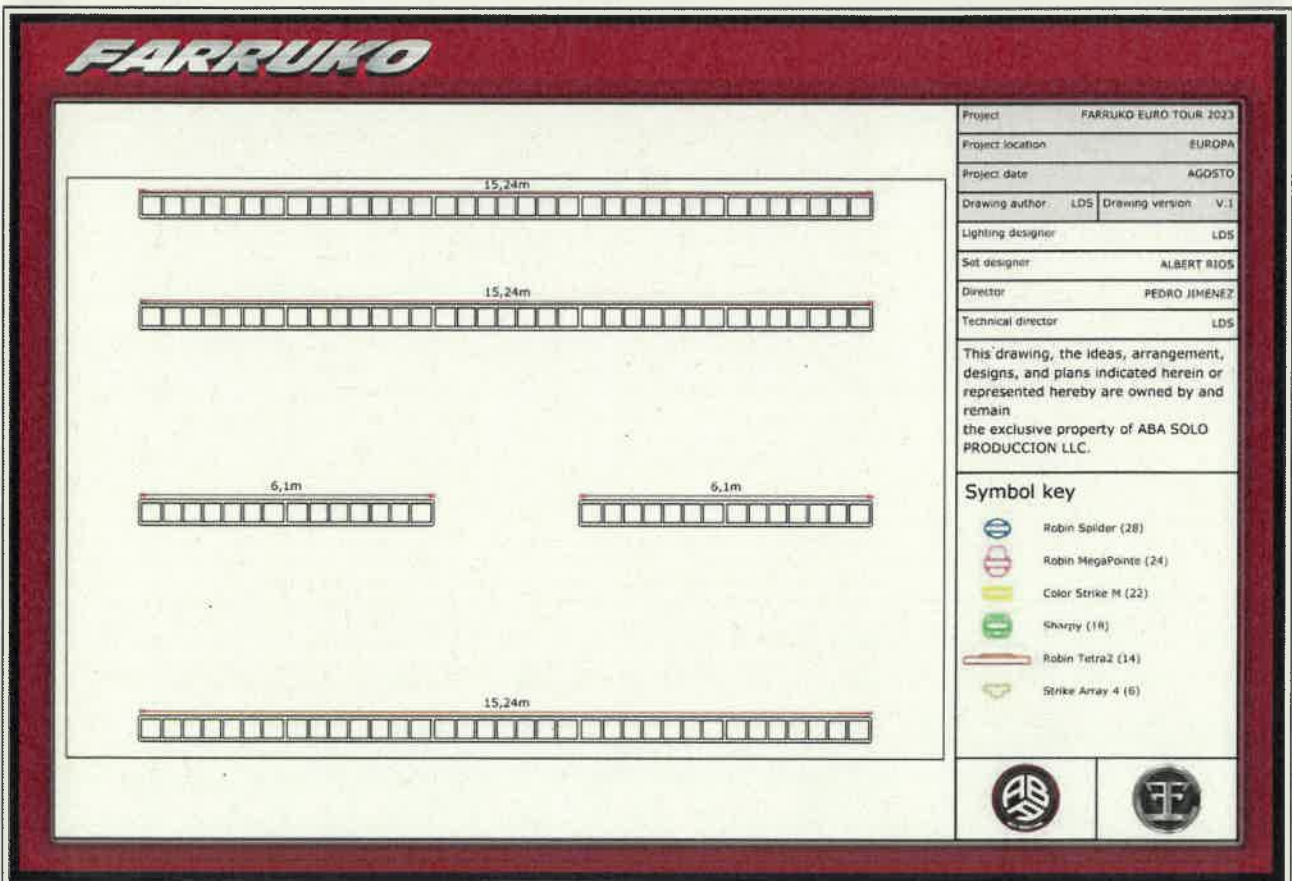 FARRUKO
15,24m
15,24m
6,1m 6,1m
15,24m
Project FARRUKO EURO TOUR 2023
Project location EUROPA
Project date AGOSTO
Drawing author LDS Drawing version V.1
Lighting designer LDS
Set designer ALBERT RIOS
Director PEDRO JIMENEZ
Technical director LDS
This drawing, the ideas, arrangement,
designs, and plans indicated herein or
represented hereby are owned by and
remain
the exclusive property of ABA SOLO
PRODUCCION LLC.
Symbol key
Robin Spiider (28)
Robin MegaPointe (24)
Color Strike M (22)
Sharpy (18)
Robin Tetra2 (14)
Strike Array 4 (6)